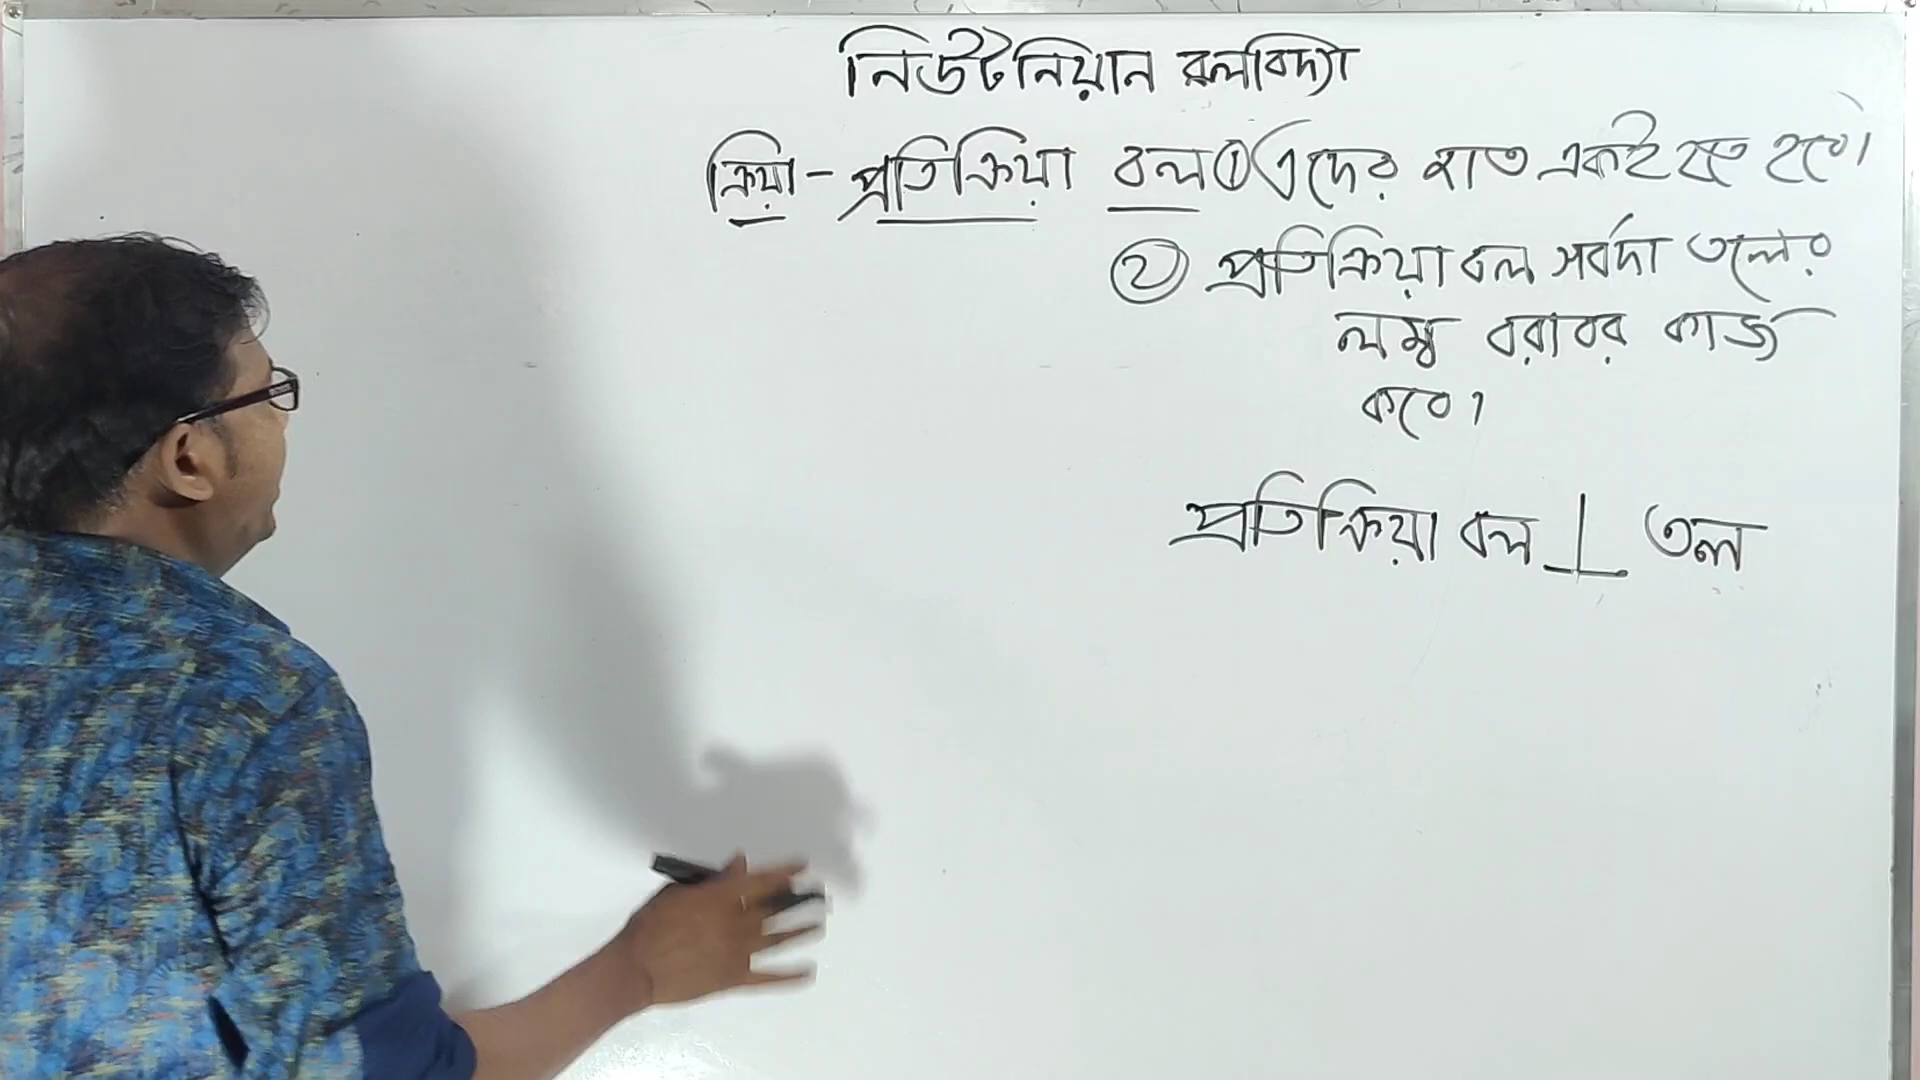 নিউটনিয়ান বলবিদ্যা
ক্রিয়া - প্রতিক্রিয়া বল ① এদের মাত একই হতে হবে।
② প্রতিক্রিয়া বল সর্বদা তলের
লম্ব বরাবর কাজ
করে।
প্রতিক্রিয়া বল ⊥ তল